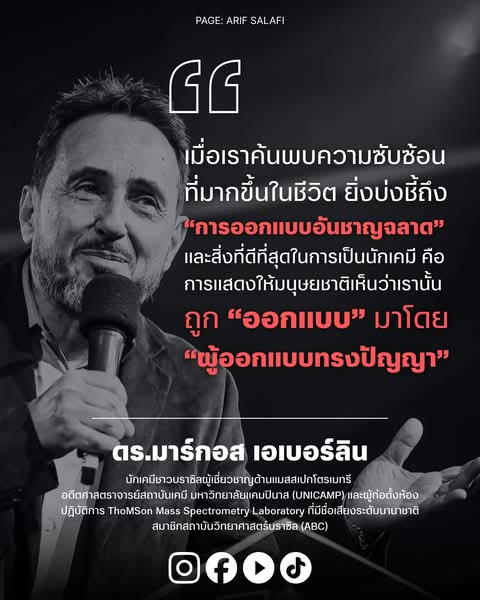 PAGE: ARIF SALAFI
เมื่อเราค้นพบความซับซ้อน
ที่มากขึ้นในชีวิต ยิ่งบ่งชี้ถึง
“การออกแบบอันชาญฉลาด”
และสิ่งที่ดีที่สุดในการเป็นนักเคมี คือ
การแสดงให้มนุษยชาติเห็นว่าเรานั้น
ถูก “ออกแบบ” มาโดย
“ผู้ออกแบบทรงปัญญา”
ดร.มาร์กอส เอเบอร์ลิน
นักเคมีชาวบราซิลผู้เชี่ยวชาญด้านแมสสเปกโตรเมทรี
อดีตศาสตราจารย์สถาบันเคมี มหาวิทยาลัยแคมปีนาส (UNICAMP) และผู้ก่อตั้งห้อง
ปฏิบัติการ ThoMSon Mass Spectrometry Laboratory ที่มีชื่อเสียงระดับนานาชาติ
สมาชิกสถาบันวิทยาศาสตร์บราซิล (ABC)